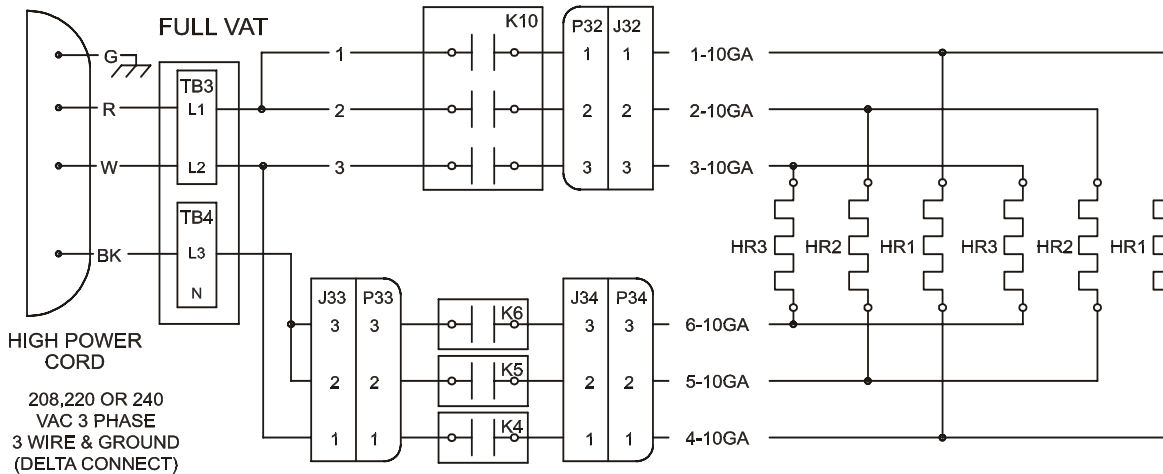 FULL VAT
K10
P32 J32
G
1
1 1
1-10GA
TB3
R
L1
2
2 2
2-10GA
W
L2
3
3 3
3-10GA
TB4
HR3 HR2 HR1 HR3 HR2 HR1
BK
L3
N
J33 P33
K6
J34 P34
3 3
3 3
6-10GA
HIGH POWER
CORD
K5
2 2
2 2
5-10GA
208,220 OR 240
VAC 3 PHASE
3 WIRE & GROUND
(DELTA CONNECT)
K4
1 1
1 1
4-10GA